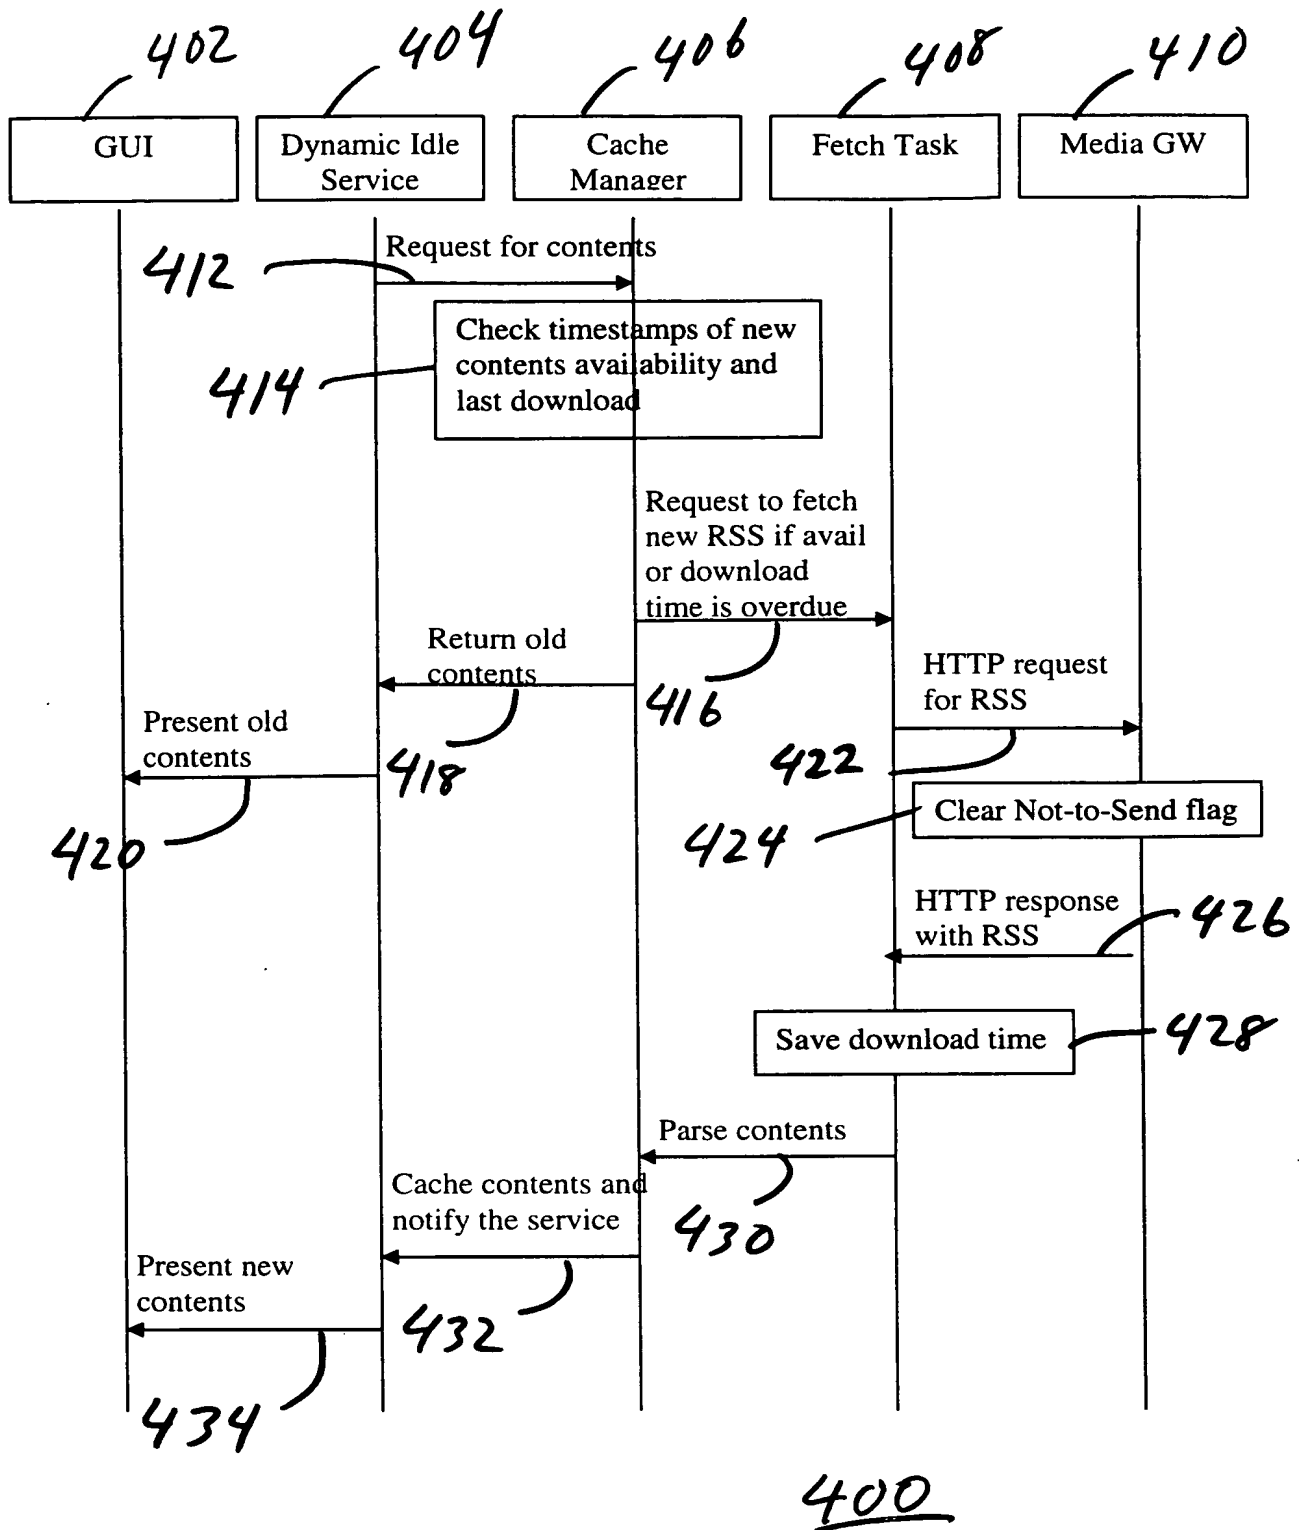 402
404
406
408
410
GUI
Dynamic Idle
Service
Cache
Manager
Fetch Task
Media GW
Request for contents
412
Check timestamps of new
contents availability and
last download
414
Request to fetch
new RSS if avail
or download
time is overdue
416
Return old
contents
418
Present old
contents
420
HTTP request
for RSS
422
Clear Not-to-Send flag
424
HTTP response
with RSS
426
Save download time
428
Parse contents
430
Cache contents and
notify the service
432
Present new
contents
434
400